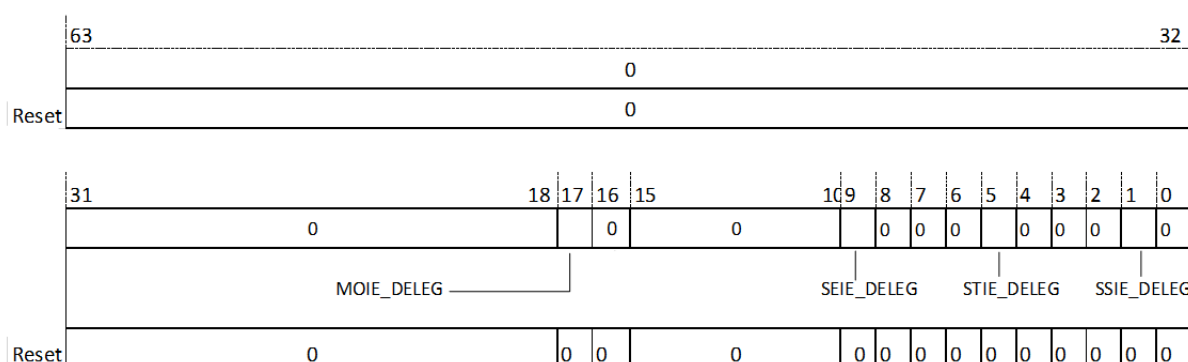 63 32
0
Reset 0
31 18 17 16 15 10 9 8 7 6 5 4 3 2 1 0
0 0 0 0 0 0 0 0 0 0
MOIE_DELEG SEIE_DELEG STIE_DELEG SSIE_DELEG
Reset 0 0 0 0 0 0 0 0 0 0 0 0 0 0